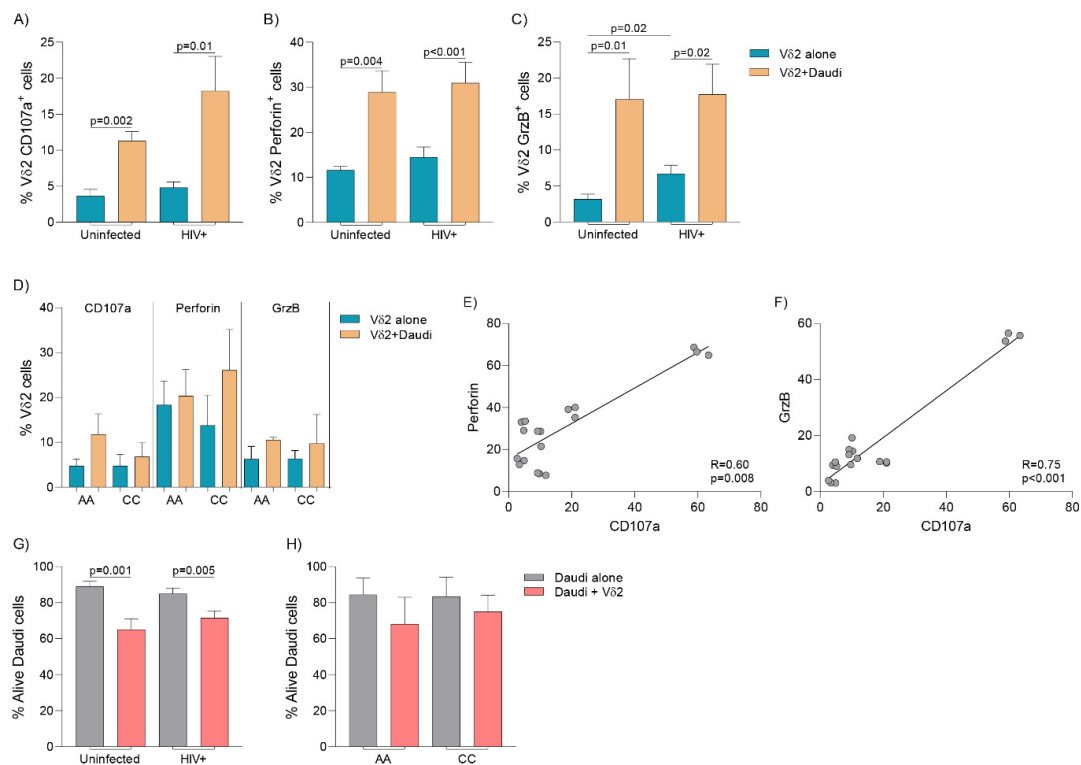 A)
% Vδ2 CD107a+ cells
25
20
15
10
5
0
p=0.002
p=0.01
Uninfected
HIV+
B)
% Vδ2 Perforin+ cells
40
30
20
10
0
p=0.004
p<0.001
Uninfected
HIV+
C)
% Vδ2 GrzB+ cells
25
20
15
10
5
0
p=0.02
p=0.01
p=0.02
Uninfected
HIV+
Vδ2 alone
Vδ2+Daudi
D)
% Vδ2 cells
40
30
20
10
0
CD107a
Perforin
GrzB
AA
CC
AA
CC
AA
CC
Vδ2 alone
Vδ2+Daudi
E)
Perforin
80
60
40
20
0
R=0.60
p=0.008
0
20
40
60
80
CD107a
F)
GrzB
60
40
20
0
R=0.75
p<0.001
0
20
40
60
80
CD107a
G)
% Alive Daudi cells
100
80
60
40
20
0
p=0.001
p=0.005
Uninfected
HIV+
H)
% Alive Daudi cells
100
80
60
40
20
0
AA
CC
Daudi alone
Daudi + Vδ2